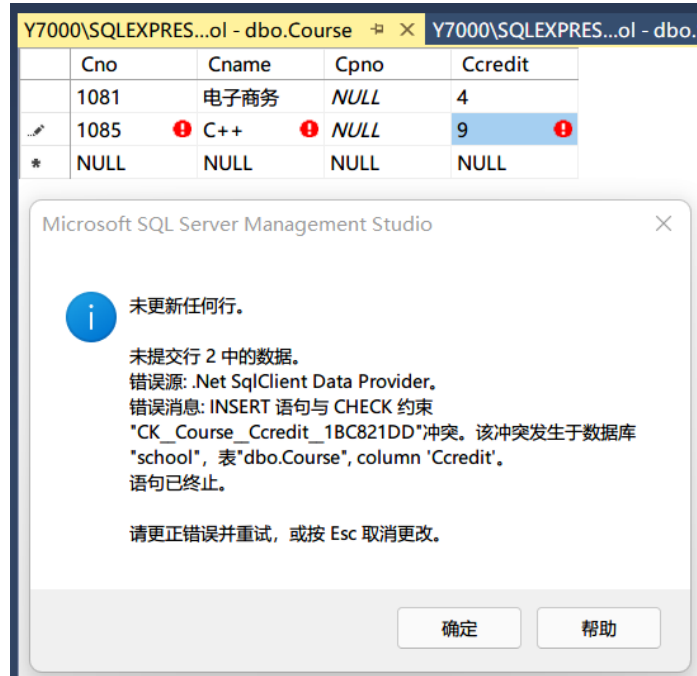 Y7000\SQLEXPRES...ol - dbo.Course Y7000\SQLEXPRES...ol - dbo.
Cno Cname Cpno Ccredit
1081 电子商务 NULL 4
1085 C++ NULL 9
NULL NULL NULL NULL
Microsoft SQL Server Management Studio
未更新任何行。
未提交行 2 中的数据。
错误源: .Net SqlClient Data Provider。
错误消息: INSERT 语句与 CHECK 约束
"CK__Course__Ccredit__1BC821DD"冲突。该冲突发生于数据库
"school"，表"dbo.Course", column 'Ccredit'。
语句已终止。
请更正错误并重试，或按 Esc 取消更改。
确定 帮助